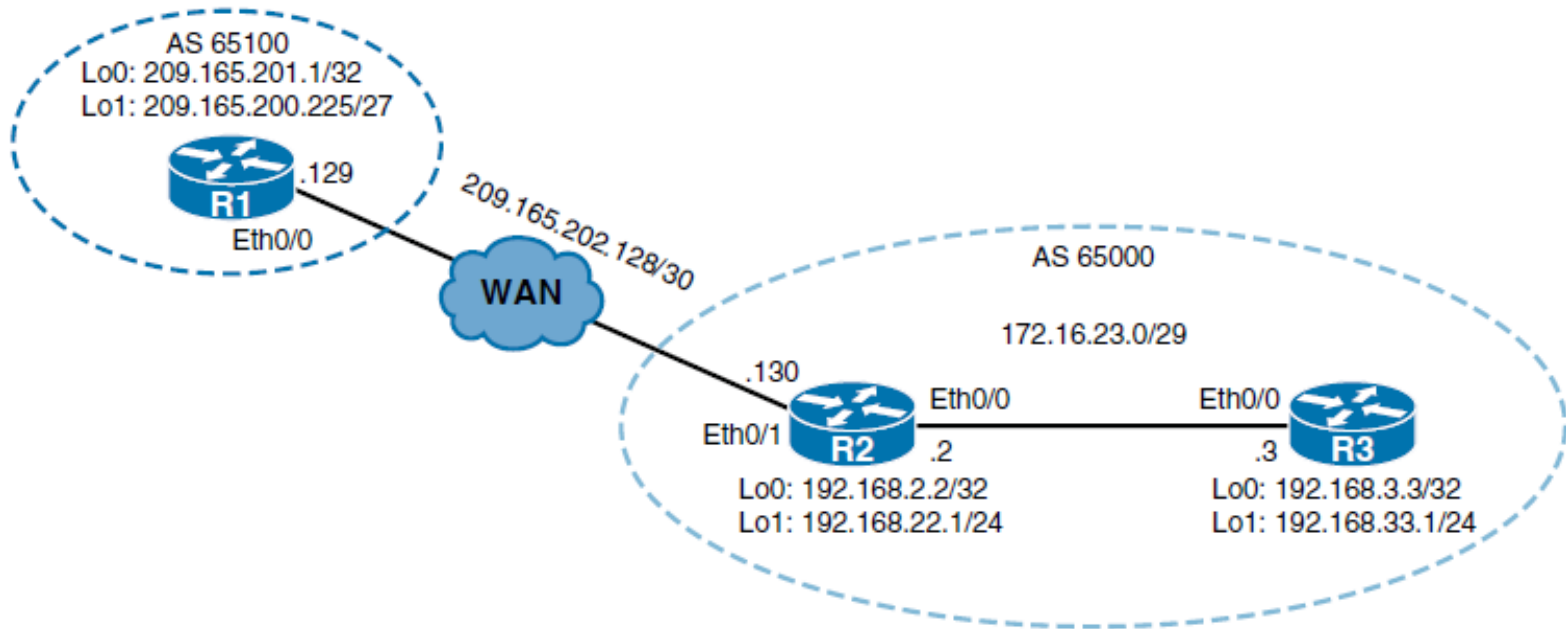 AS 65100
Lo0: 209.165.201.1/32
Lo1: 209.165.200.225/27
.129
R1
Eth0/0
209.165.202.128/30
WAN
AS 65000
172.16.23.0/29
.130
Eth0/0
Eth0/0
Eth0/1
R2
.2
.3
R3
Lo0: 192.168.2.2/32
Lo1: 192.168.22.1/24
Lo0: 192.168.3.3/32
Lo1: 192.168.33.1/24